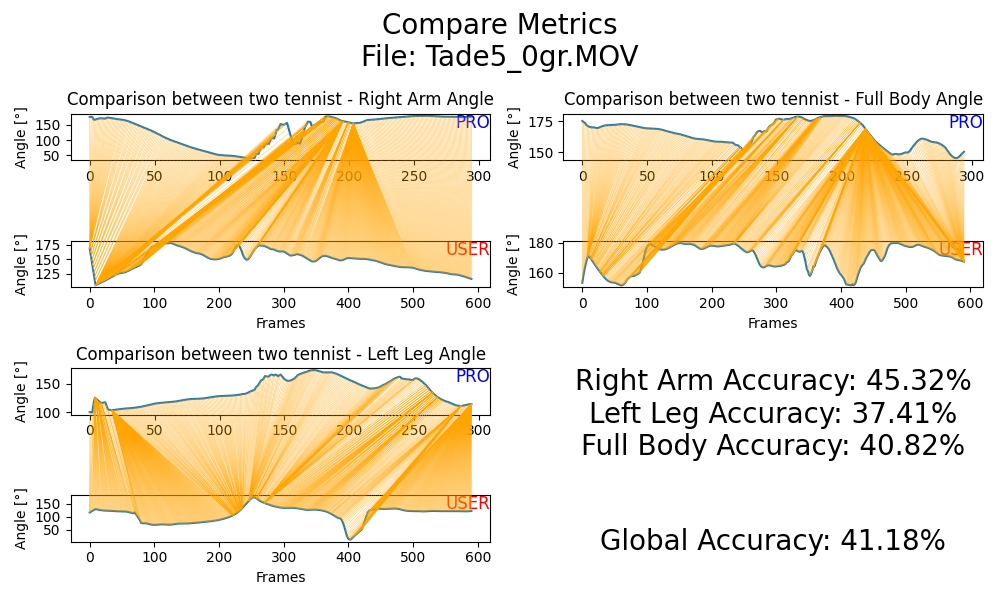 Compare Metrics
File: Tade5_0gr.MOV
Comparison between two tennist - Right Arm Angle
Angle [°]
150
100
50
PRO
0 50 100 150 200 250 300
Angle [°]
175
150
125
USER
0 100 200 300 400 500 600
Frames
Comparison between two tennist - Full Body Angle
Angle [°]
175
150
PRO
0 50 100 150 200 250 300
Angle [°]
180
160
USER
0 100 200 300 400 500 600
Frames
Comparison between two tennist - Left Leg Angle
Angle [°]
150
100
PRO
0 50 100 150 200 250 300
Angle [°]
150
100
50
USER
0 100 200 300 400 500 600
Frames
Right Arm Accuracy: 45.32%
Left Leg Accuracy: 37.41%
Full Body Accuracy: 40.82%
Global Accuracy: 41.18%